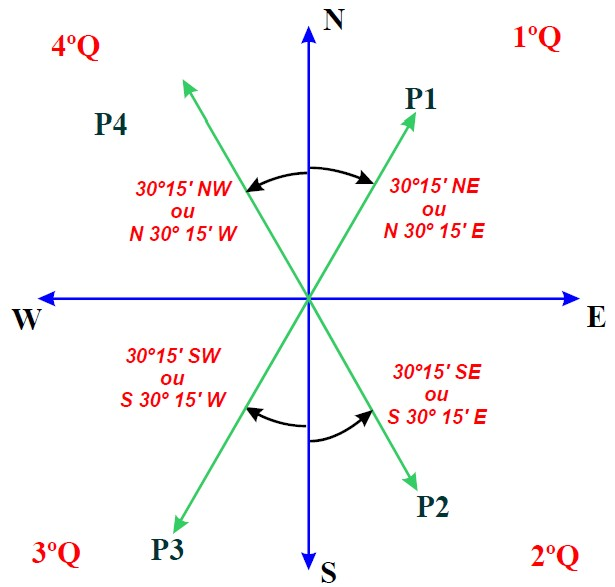 N
4ºQ
1ºQ
P4
P1
30º15' NW
ou
N 30º 15' W
30º15' NE
ou
N 30º 15' E
W
E
30º15' SW
ou
S 30º 15' W
30º15' SE
ou
S 30º 15' E
P3
P2
3ºQ
2ºQ
S